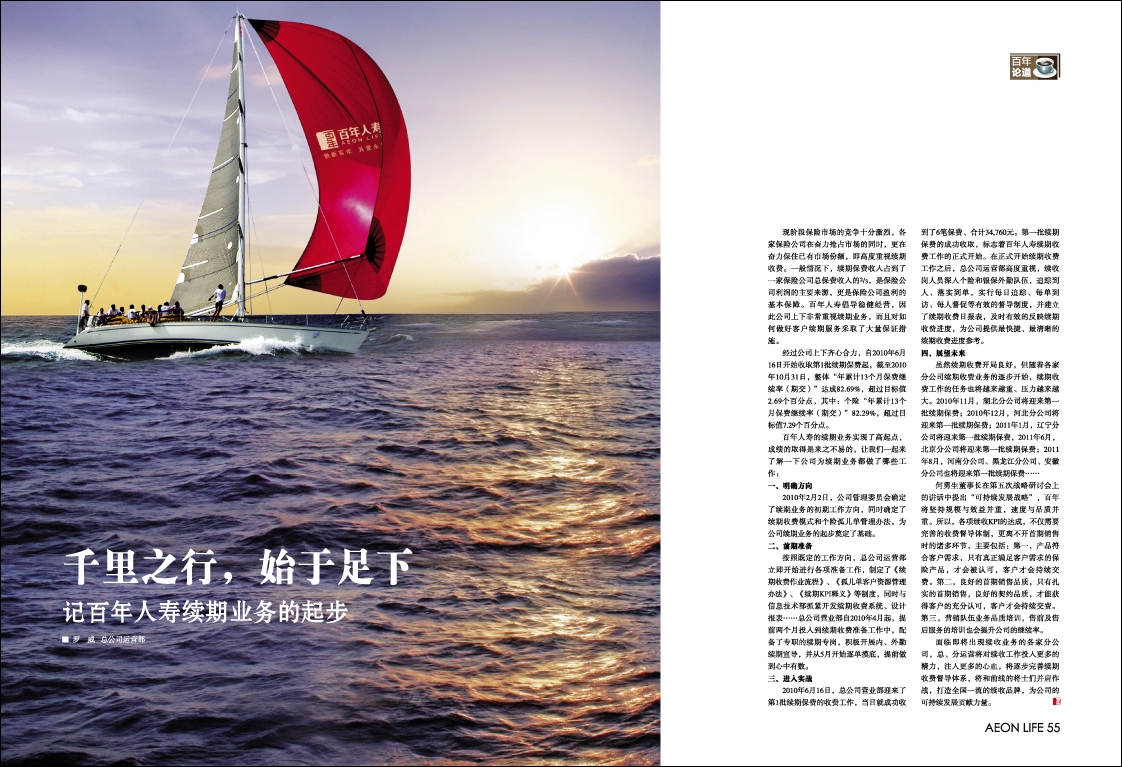 百年人寿
AEON LIFE
千里之行，始于足下
记百年人寿续期业务的起步
■ 罗 威 总公司运营部
百年
论道
现阶段保险市场的竞争十分激烈，各
家保险公司在奋力抢占市场的同时，更在
奋力保住已有市场份额，即高度重视续期
收费。一般情况下，续期保费收入占到了
一家保险公司总保费收入的2/3，是保险公
司利润的主要来源，更是保险公司盈利的
基本保障。百年人寿倡导稳健经营，因
此公司上下非常重视续期业务，而且对如
何做好客户续期服务采取了大量保证措
施。
经过公司上下齐心合力，自2010年6月
16日开始收取第1批续期保费起，截至2010
年10月31日，整体“年累计13个月保费继
续率（期交）”达成82.69%，超过目标值
2.69个百分点，其中：个险“年累计13个
月保费继续率（期交）”82.29%，超过目
标值7.29个百分点。
百年人寿的续期业务实现了高起点，
成绩的取得是来之不易的，让我们一起来
了解一下公司为续期业务都做了哪些工
作：
一、明确方向
2010年2月2日，公司管理委员会确定
了续期业务的初期工作方向，同时确定了
续期收费模式和个险孤儿单管理办法，为
公司续期业务的起步奠定了基础。
二、前期准备
按照既定的工作方向，总公司运营部
立即开始进行各项准备工作，制定了《续
期收费作业流程》、《孤儿单客户资源管理
办法》、《续期KPI释义》等制度，同时与
信息技术部抓紧开发续期收费系统、设计
报表……总公司营业部自2010年4月起，提
前两个月投入到续期收费准备工作中，配
备了专职的续期专岗，积极开展内、外勤
续期宣导，并从5月开始逐单摸底，提前做
到心中有数。
三、进入实战
2010年6月16日，总公司营业部迎来了
第1批续期保费的收费工作，当日就成功收
到了6笔保费、合计34,760元。第一批续期
保费的成功收取，标志着百年人寿续期收
费工作的正式开始。在正式开始续期收费
工作之后，总公司运营部高度重视，续收
岗人员深入个险和银保外勤队伍，追踪到
人、落实到单，实行每日追踪、每单到
访、每人督促等有效的督导制度，并建立
了续期收费日报表，及时有效的反映续期
收费进度，为公司提供最快捷、最清晰的
续期收费进度参考。
四、展望未来
虽然续期收费开局良好，但随着各家
分公司续期收费业务的逐步开始，续期收
费工作的任务也将越来越重、压力越来越
大。2010年11月，湖北分公司将迎来第一
批续期保费；2010年12月，河北分公司将
迎来第一批续期保费；2011年1月，辽宁分
公司将迎来第一批续期保费，2011年6月，
北京分公司将迎来第一批续期保费；2011
年8月，河南分公司、黑龙江分公司、安徽
分公司也将迎来第一批续期保费……
何勇生董事长在第五次战略研讨会上
的讲话中提出“可持续发展战略”，百年
将坚持规模与效益并重，速度与品质并
重。所以，各项续收KPI的达成，不仅需要
完善的收费督导体制，更离不开首期销售
时的诸多环节，主要包括：第一，产品符
合客户需求，只有真正满足客户需求的保
险产品，才会被认可，客户才会持续交
费。第二，良好的首期销售品质，只有扎
实的首期销售，良好的契约品质，才能获
得客户的充分认可，客户才会持续交费。
第三，营销队伍业务品质培训，售前及售
后服务的培训也会提升公司的继续率。
面临即将出现续收业务的各家分公
司，总、分运营将对续收工作投入更多的
精力，注入更多的心血，将逐步完善续期
收费督导体系，将和前线的将士们并肩作
战，打造全国一流的续收品牌，为公司的
可持续发展贡献力量。
AEON LIFE 55